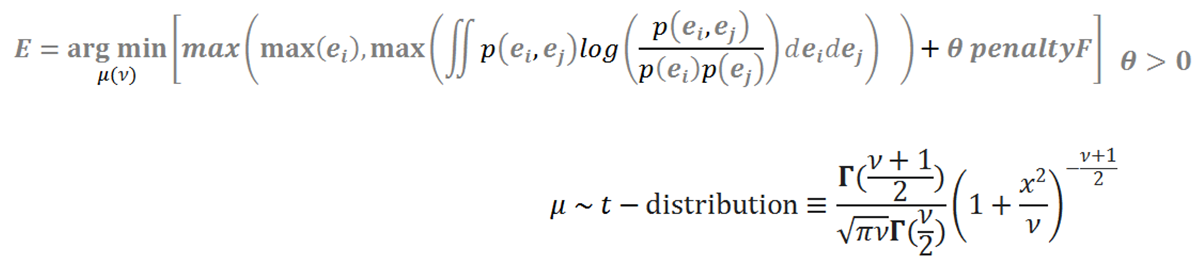 E = arg min μ(ν) [max(max(e_i), max(∬ p(e_i, e_j)log(p(e_i, e_j)/p(e_i)p(e_j)) de_i de_j)) + θ penaltyF] θ > 0
μ ~ t − distribution ≡ Γ((ν + 1)/2)/(√(πν)Γ(ν/2)) (1 + x²/ν)^(−(ν+1)/2)